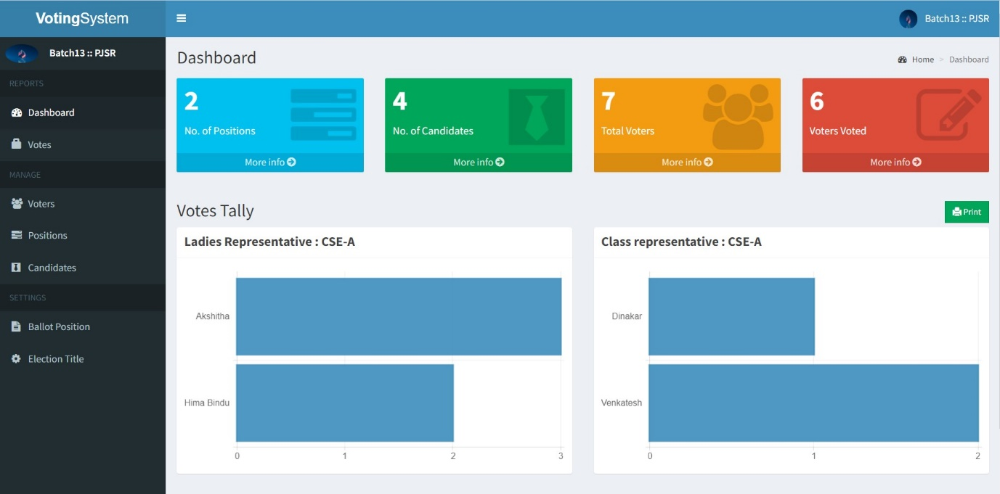 VotingSystem
Batch13 :: PJSR
Batch13 :: PJSR
REPORTS
Dashboard
Votes
MANAGE
Voters
Positions
Candidates
SETTINGS
Ballot Position
Election Title
Dashboard
Home > Dashboard
2
No. of Positions
More info
4
No. of Candidates
More info
7
Total Voters
More info
6
Voters Voted
More info
Votes Tally
Print
Ladies Representative : CSE-A
Akshitha
Hima Bindu
0 1 2 3
Class representative : CSE-A
Dinakar
Venkatesh
0 1 2